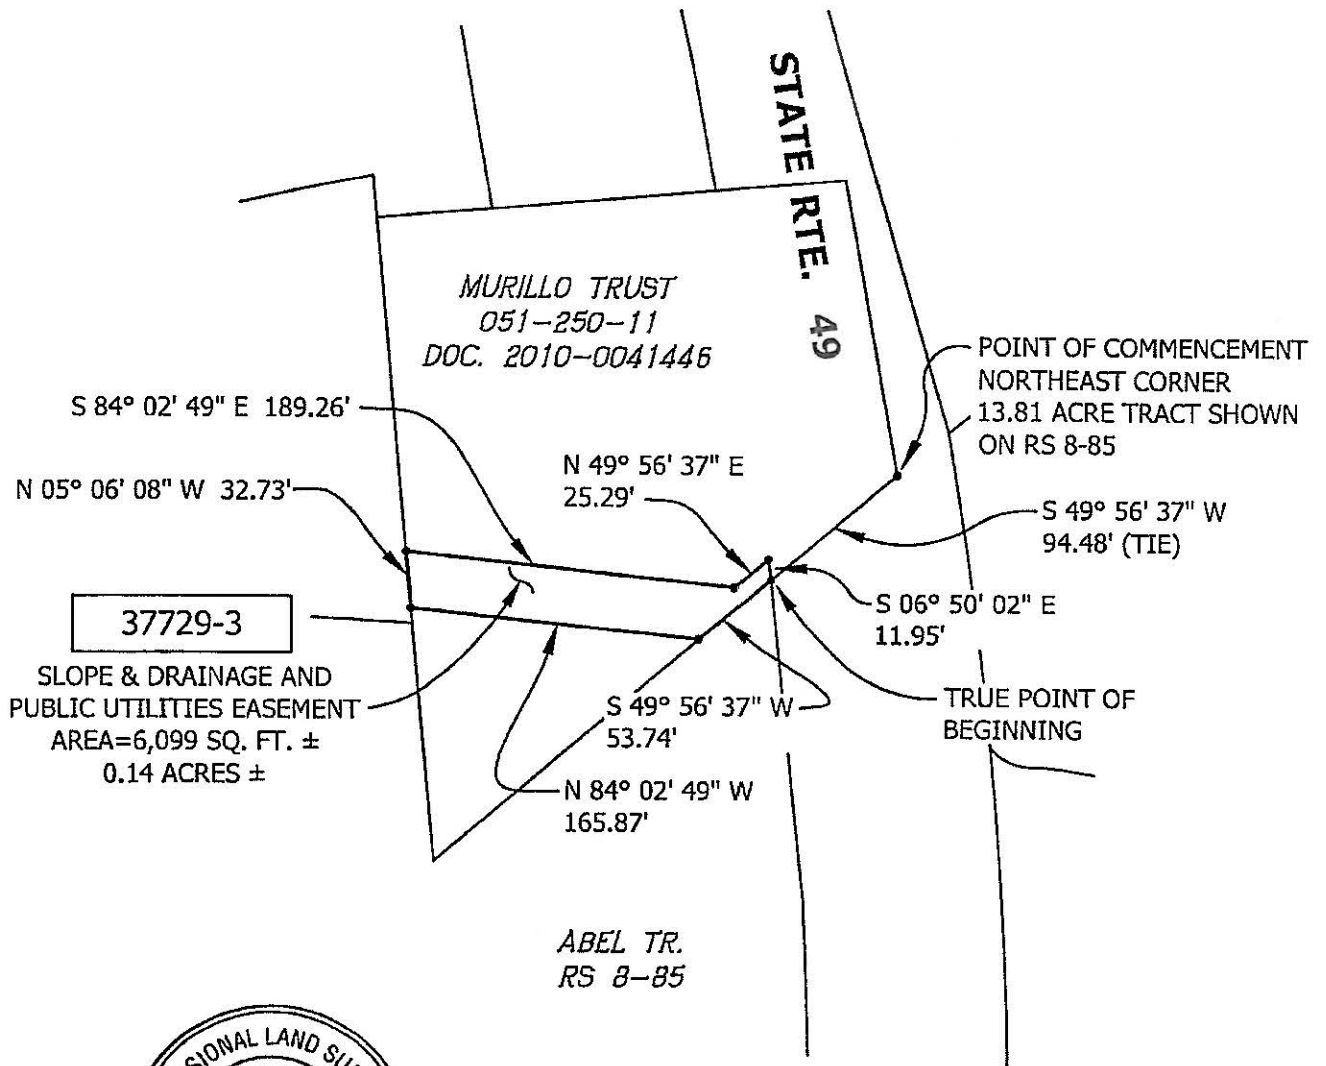 STATE RTE. 49
MURILLO TRUST
051-250-11
DOC. 2010-0041446
POINT OF COMMENCEMENT
NORTHEAST CORNER
13.81 ACRE TRACT SHOWN
ON RS 8-85
S 84° 02' 49" E 189.26'
N 49° 56' 37" E
25.29'
N 05° 06' 08" W 32.73'
S 49° 56' 37" W
94.48' (TIE)
S 06° 50' 02" E
11.95'
37729-3
SLOPE & DRAINAGE AND
PUBLIC UTILITIES EASEMENT
AREA=6,099 SQ. FT. ±
0.14 ACRES ±
S 49° 56' 37" W
53.74'
TRUE POINT OF
BEGINNING
N 84° 02' 49" W
165.87'
ABEL TR.
RS 8-85
LAND